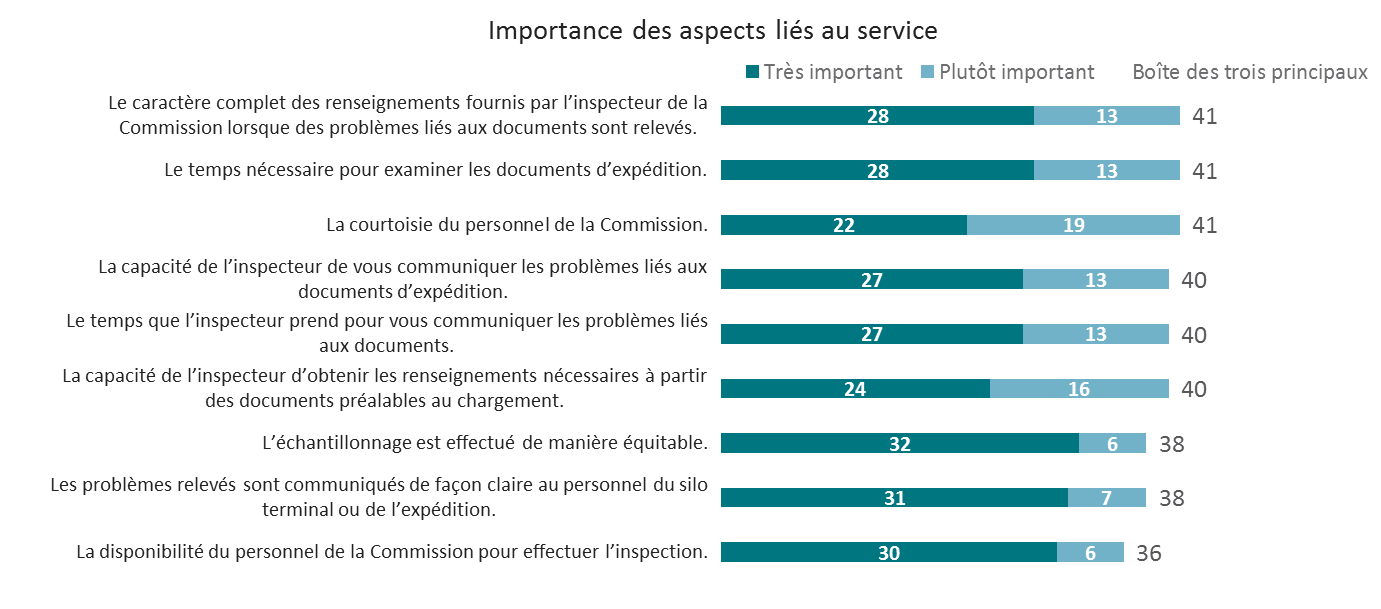 Importance des aspects liés au service
Très important Plutôt important Boîte des trois principaux
Le caractère complet des renseignements fournis par l’inspecteur de la
Commission lorsque des problèmes liés aux documents sont relevés.
28 13 41
Le temps nécessaire pour examiner les documents d’expédition.
28 13 41
La courtoisie du personnel de la Commission.
22 19 41
La capacité de l’inspecteur de vous communiquer les problèmes liés aux
documents d’expédition.
27 13 40
Le temps que l’inspecteur prend pour vous communiquer les problèmes liés
aux documents.
27 13 40
La capacité de l’inspecteur d’obtenir les renseignements nécessaires à partir
des documents préalables au chargement.
24 16 40
L’échantillonnage est effectué de manière équitable.
32 6 38
Les problèmes relevés sont communiqués de façon claire au personnel du silo
terminal ou de l’expédition.
31 7 38
La disponibilité du personnel de la Commission pour effectuer l’inspection.
30 6 36